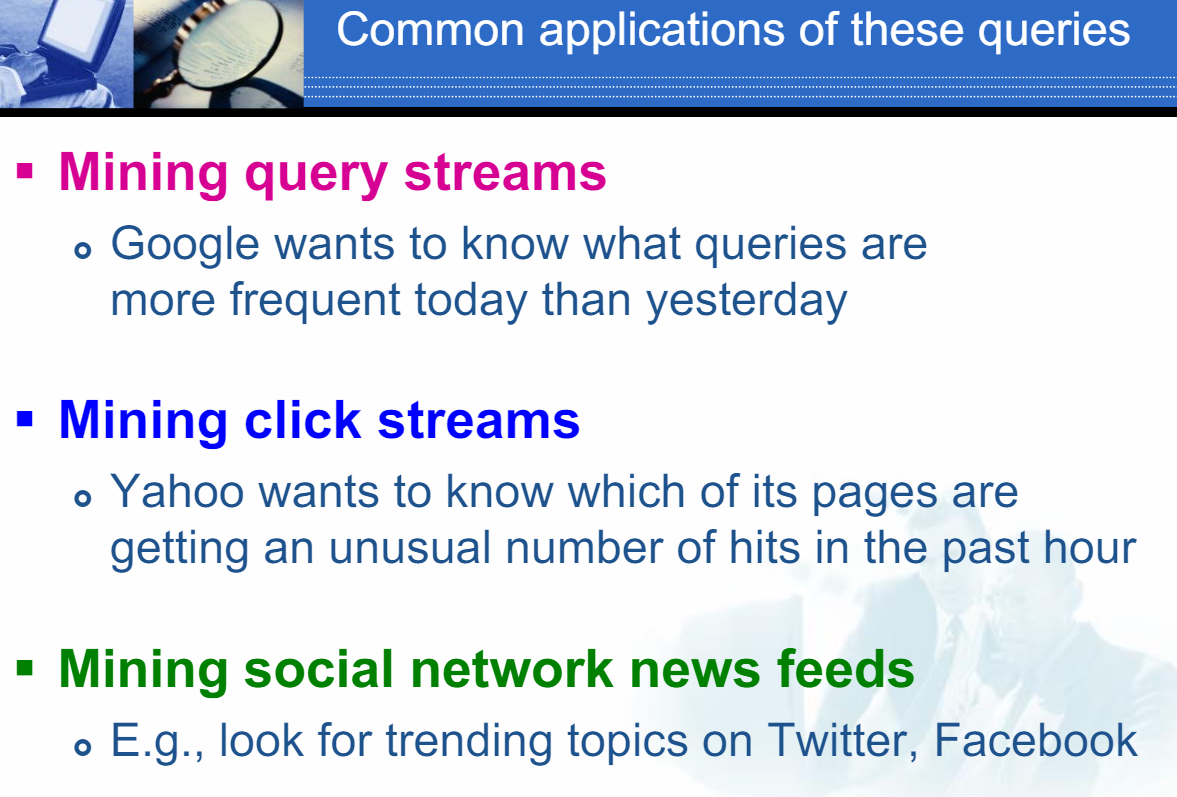 Common applications of these queries
▪ Mining query streams
Google wants to know what queries are
more frequent today than yesterday
▪ Mining click streams
Yahoo wants to know which of its pages are
getting an unusual number of hits in the past hour
▪ Mining social network news feeds
E.g., look for trending topics on Twitter, Facebook